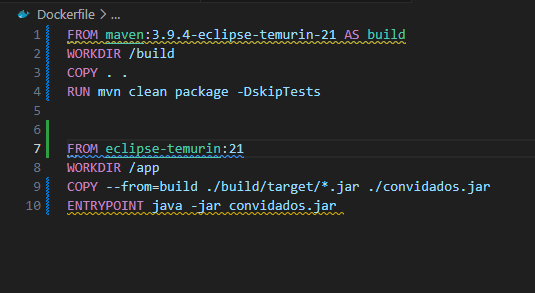 Dockerfile > ...
1 FROM maven:3.9.4-eclipse-temurin-21 AS build
2 WORKDIR /build
3 COPY . .
4 RUN mvn clean package -DskipTests
5
6
7 FROM eclipse-temurin:21
8 WORKDIR /app
9 COPY --from=build ./build/target/*.jar ./convidados.jar
10 ENTRYPOINT java -jar convidados.jar